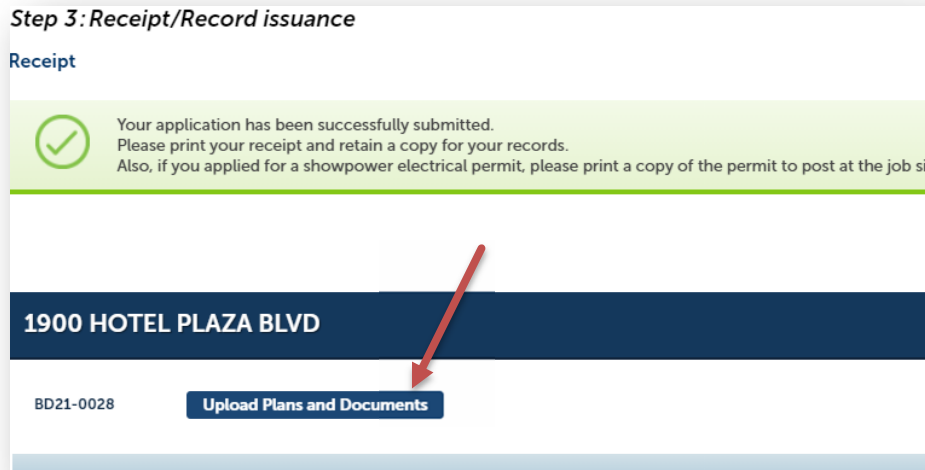 Step 3: Receipt/Record issuance
Receipt
Your application has been successfully submitted.
Please print your receipt and retain a copy for your records.
Also, if you applied for a showpower electrical permit, please print a copy of the permit to post at the job
1900 HOTEL PLAZA BLVD
BD21-0028
Upload Plans and Documents